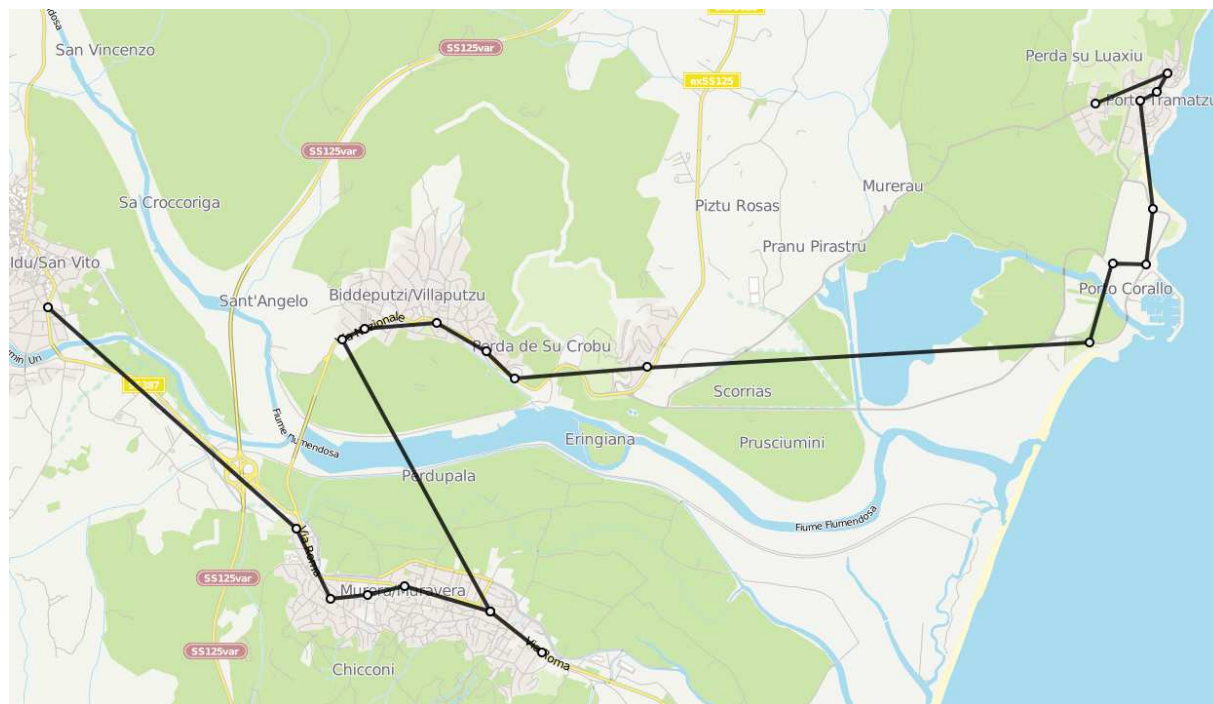 San Vincenzo
SS125var
exSS125
Perda su Luaxiu
Porto Tramatzu
SS125var
Murerau
Sa Croccoriga
Piztu Rosas
Pranu Pirastru
Idu/San Vito
Sant'Angelo
Biddeputzi/Villaputzu
Porto Corallo
Nazionale
Perda de Su Crobu
Scorrias
Fiume Flumendosa
Eringiana
Prusciumini
Perdupala
Fiume Flumendosa
Via Roma
SS125var
Murera/Muravera
SS125var
Chicconi
Via Roma